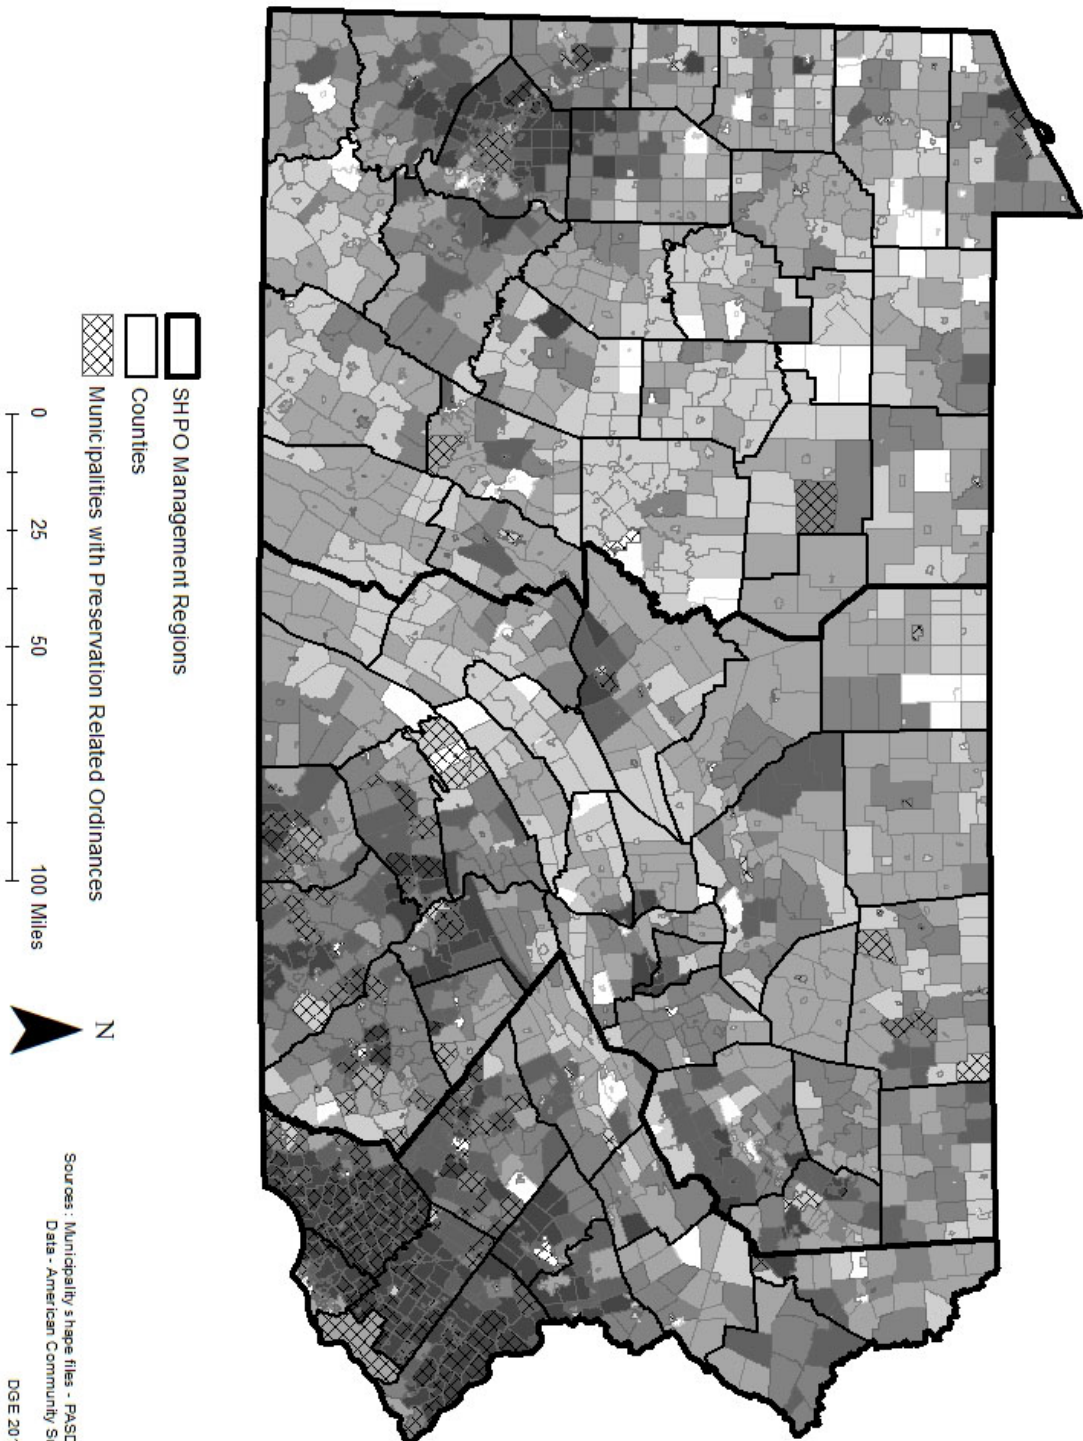 SHPO Management Regions
Counties
Municipalities with Preservation Related Ordinances
0 25 50 100 Miles
N
Sources: Municipality shape files - PASD
Data - American Community
DGE